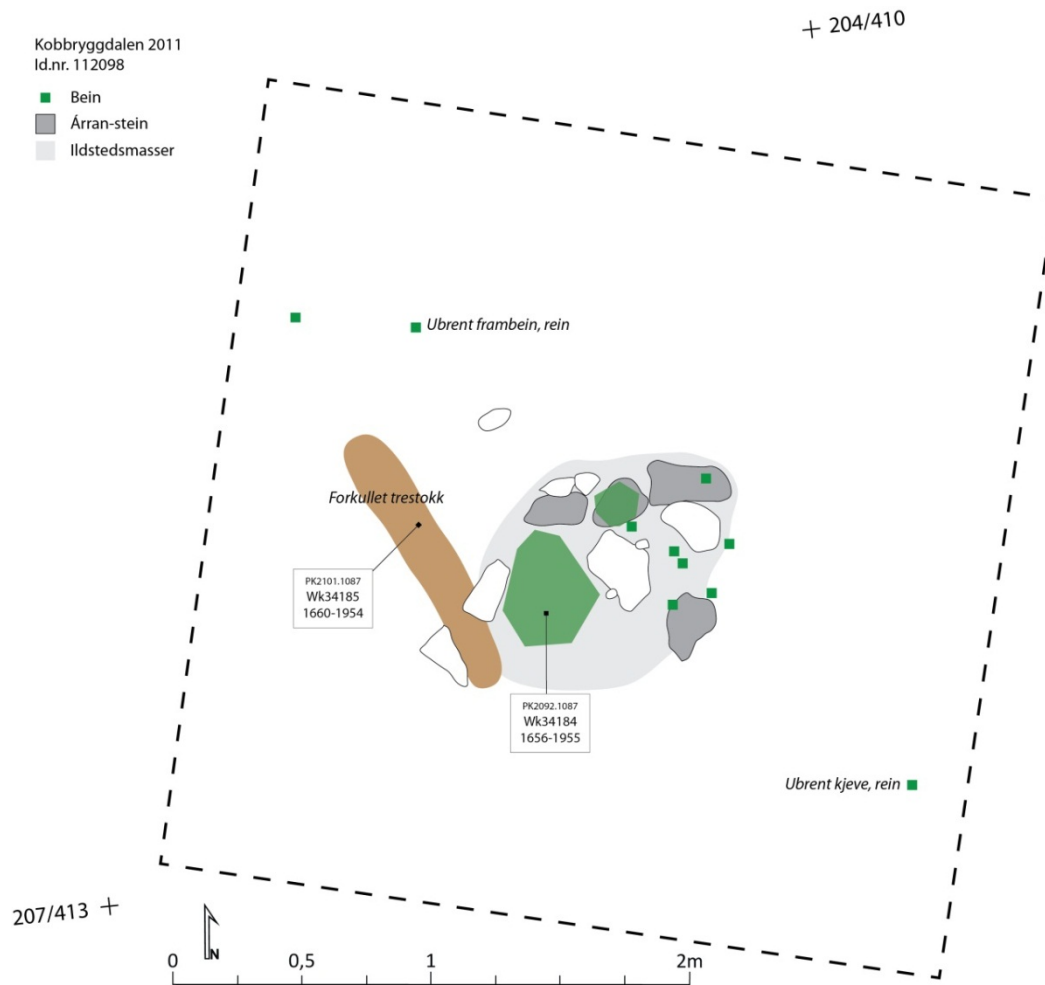 204/410
Kobbryggdalen 2011
Id.nr. 112098
Bein
Árran-stein
Ildstedsmasser
Ubrent frambein, rein
Forkullet trestokk
PK2101.1087
Wk34185
1660-1954
PK2092.1087
Wk34184
1656-1955
Ubrent kjeve, rein
207/413
N
0 0,5 1 2m